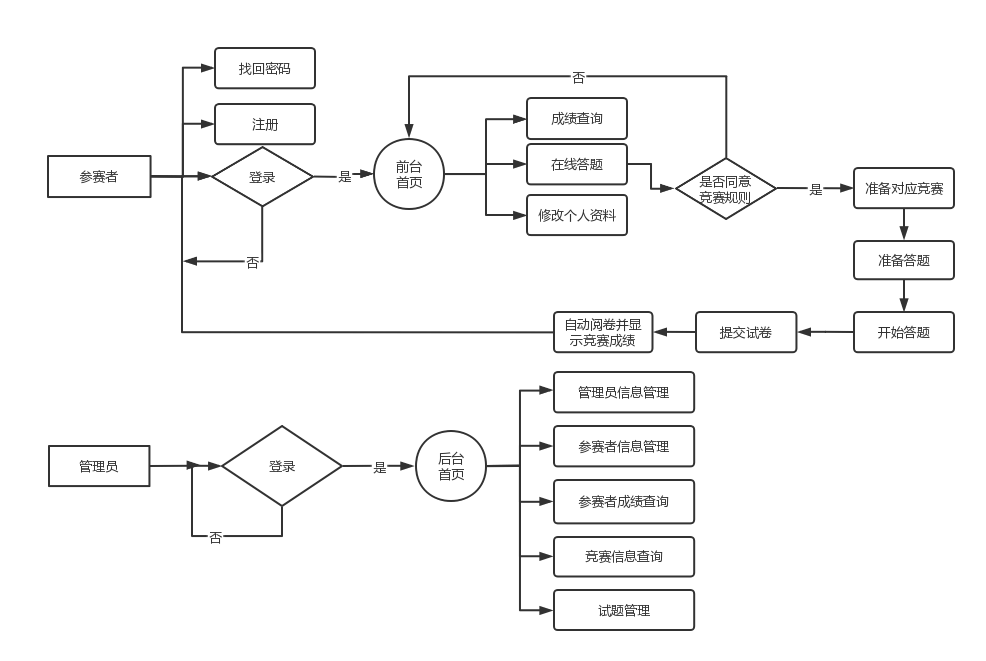 找回密码
注册
参赛者
登录
是
否
前台
首页
否
成绩查询
在线答题
修改个人资料
是否同意
竞赛规则
是
准备对应竞赛
准备答题
开始答题
提交试卷
自动阅卷并显
示竞赛成绩
管理员
登录
否
是
后台
首页
管理员信息管理
参赛者信息管理
参赛者成绩查询
竞赛信息查询
试题管理